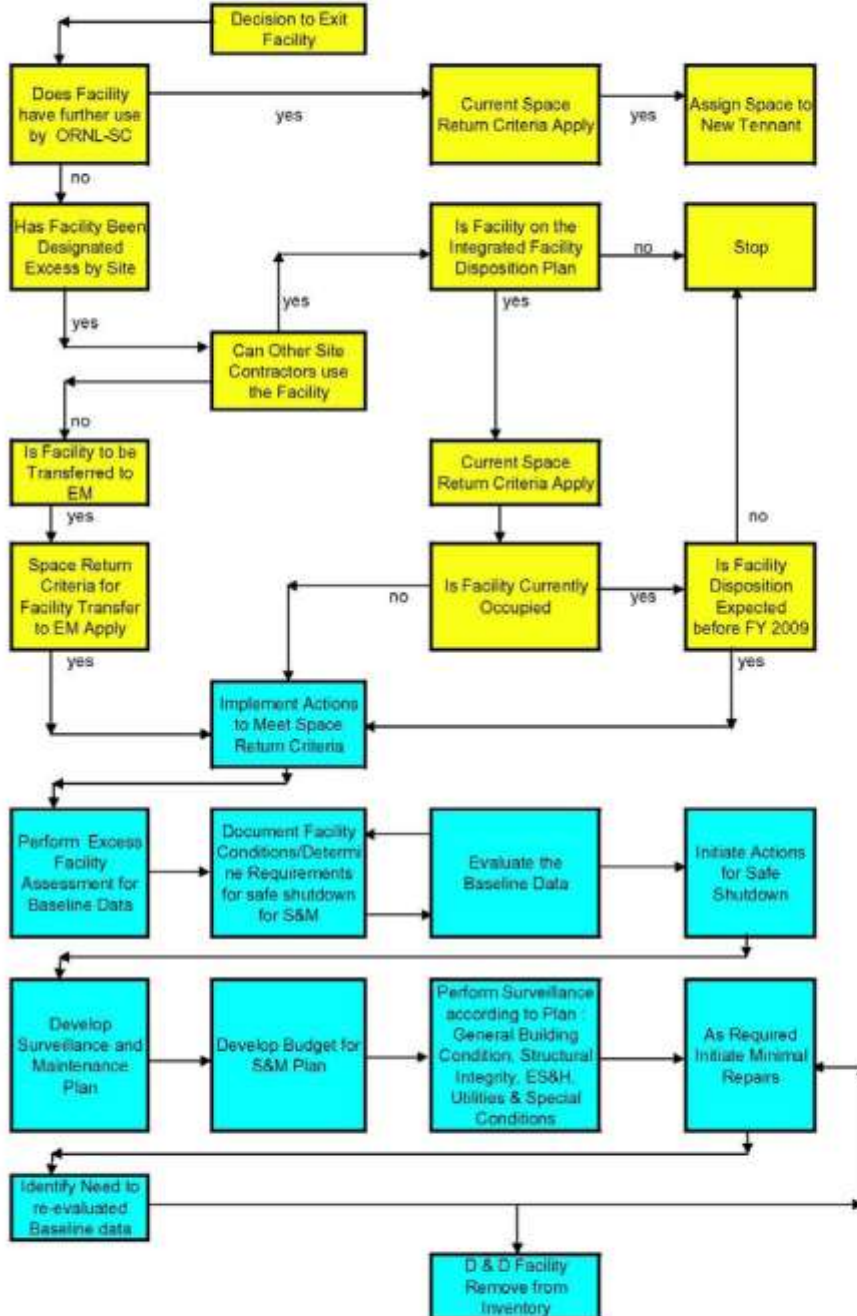 Decision to Exit
Facility
Does Facility
have further use
by ORNL-SC
yes
Current Space
Return Criteria Apply
yes
Assign Space to
New Tennant
no
Has Facility Been
Designated
Excess by Site
Is Facility on the
Integrated Facility
Disposition Plan
no
Stop
yes
yes
yes
Can Other Site
Contractors use
the Facility
no
Is Facility to be
Transferred to
EM
Current Space
Return Criteria Apply
yes
no
Space Return
Criteria for
Facility Transfer
to EM Apply
no
Is Facility Currently
Occupied
yes
Is Facility
Disposition
Expected
before FY 2009
yes
yes
Implement Actions
to Meet Space
Return Criteria
Perform Excess
Facility
Assessment for
Baseline Data
Document Facility
Conditions/Determi
ne Requirements
for safe shutdown
for S&M
Evaluate the
Baseline Data
Initiate Actions
for Safe
Shutdown
Develop
Surveillance and
Maintenance
Plan
Develop Budget for
S&M Plan
Perform Surveillance
according to Plan :
General Building
Condition, Structural
Integrity, ES&H,
Utilities & Special
Conditions
As Required
Initiate Minimal
Repairs
Identify Need to
re-evaluated
Baseline data
D & D Facility
Remove from
Inventory